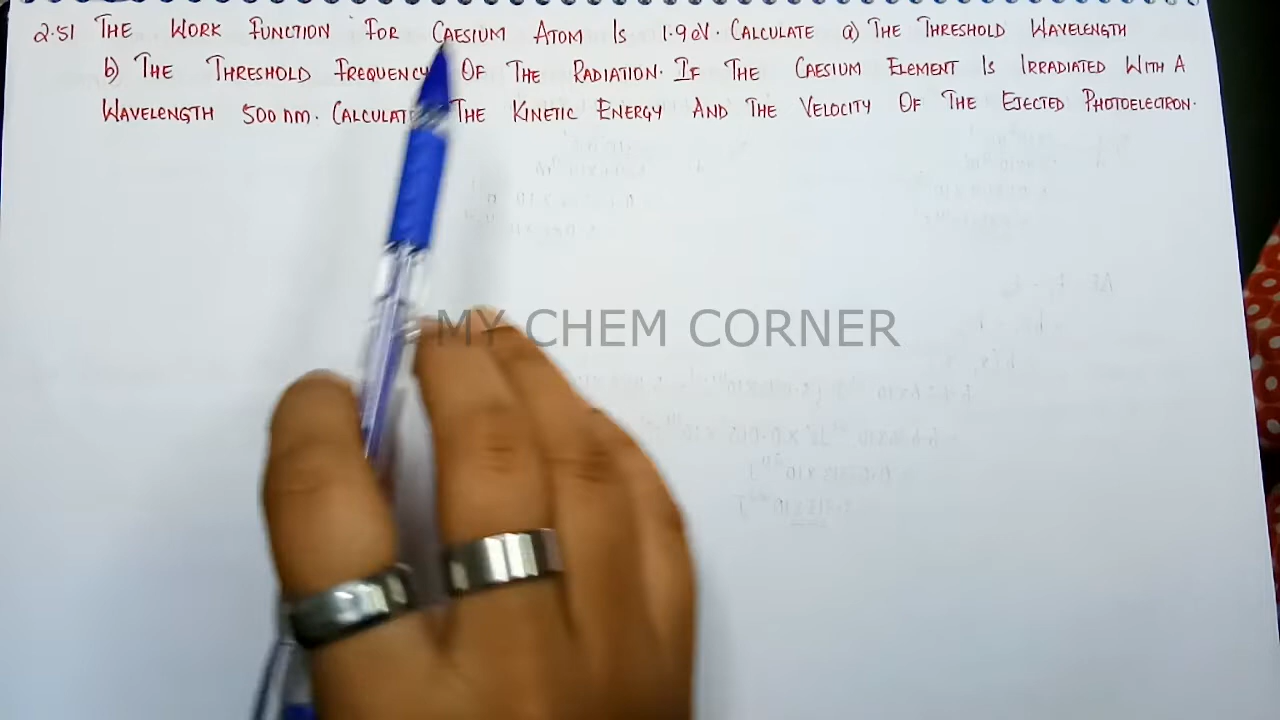 2.51 THE WORK FUNCTION FOR CAESIUM ATOM IS 1.9 eV. CALCULATE a) THE THRESHOLD WAVELENGTH
b) THE THRESHOLD FREQUENCY OF THE RADIATION. IF THE CAESIUM ELEMENT IS IRRADIATED WITH A
WAVELENGTH 500 nm. CALCULATE THE KINETIC ENERGY AND THE VELOCITY OF THE EJECTED PHOTOELECTRON.
MY CHEM CORNER